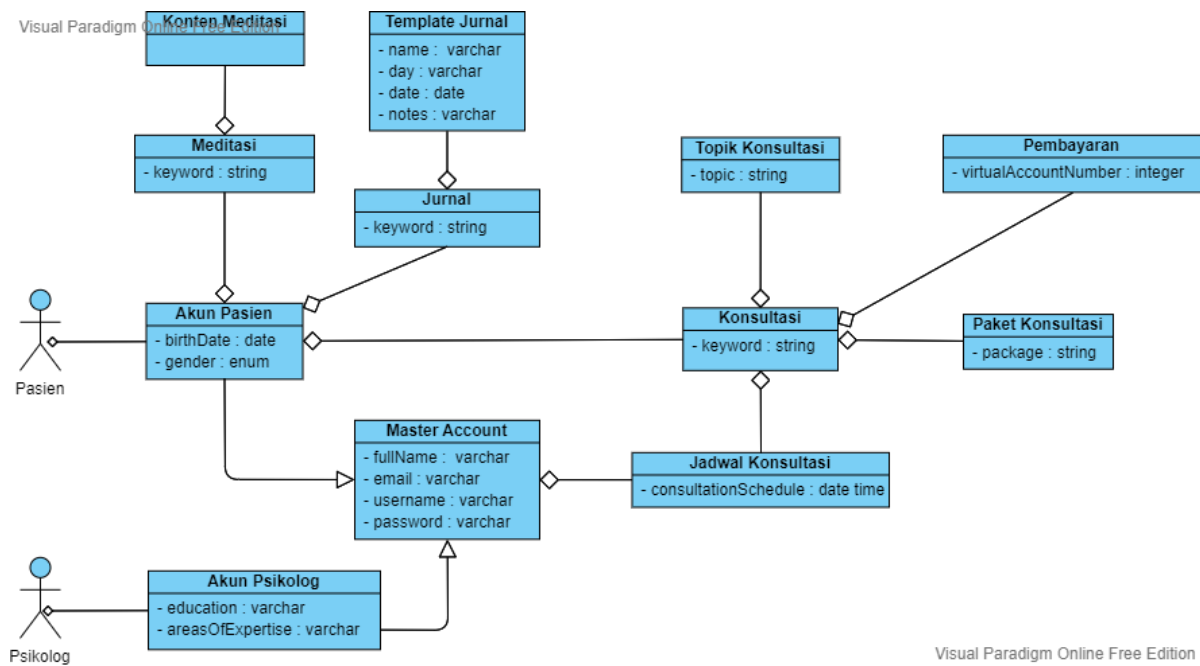 Visual Paradigm Online Free Edition
Konten Meditasi
Template Jurnal
- name : varchar
- day : varchar
- date : date
- notes : varchar
Meditasi
- keyword : string
Jurnal
- keyword : string
Topik Konsultasi
- topic : string
Pembayaran
- virtualAccountNumber : integer
Pasien
Akun Pasien
- birthDate : date
- gender : enum
Konsultasi
- keyword : string
Paket Konsultasi
- package : string
Master Account
- fullName : varchar
- email : varchar
- username : varchar
- password : varchar
Jadwal Konsultasi
- consultationSchedule : date time
Psikolog
Akun Psikolog
- education : varchar
- areasOfExpertise : varchar
Visual Paradigm Online Free Edition